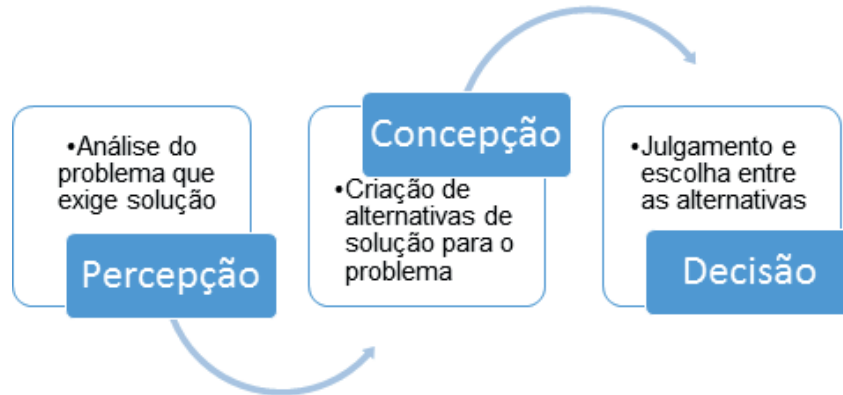 •Análise do
problema que
exige solução
Percepção
Concepção
•Criação de
alternativas de
solução para o
problema
•Julgamento e
escolha entre
as alternativas
Decisão